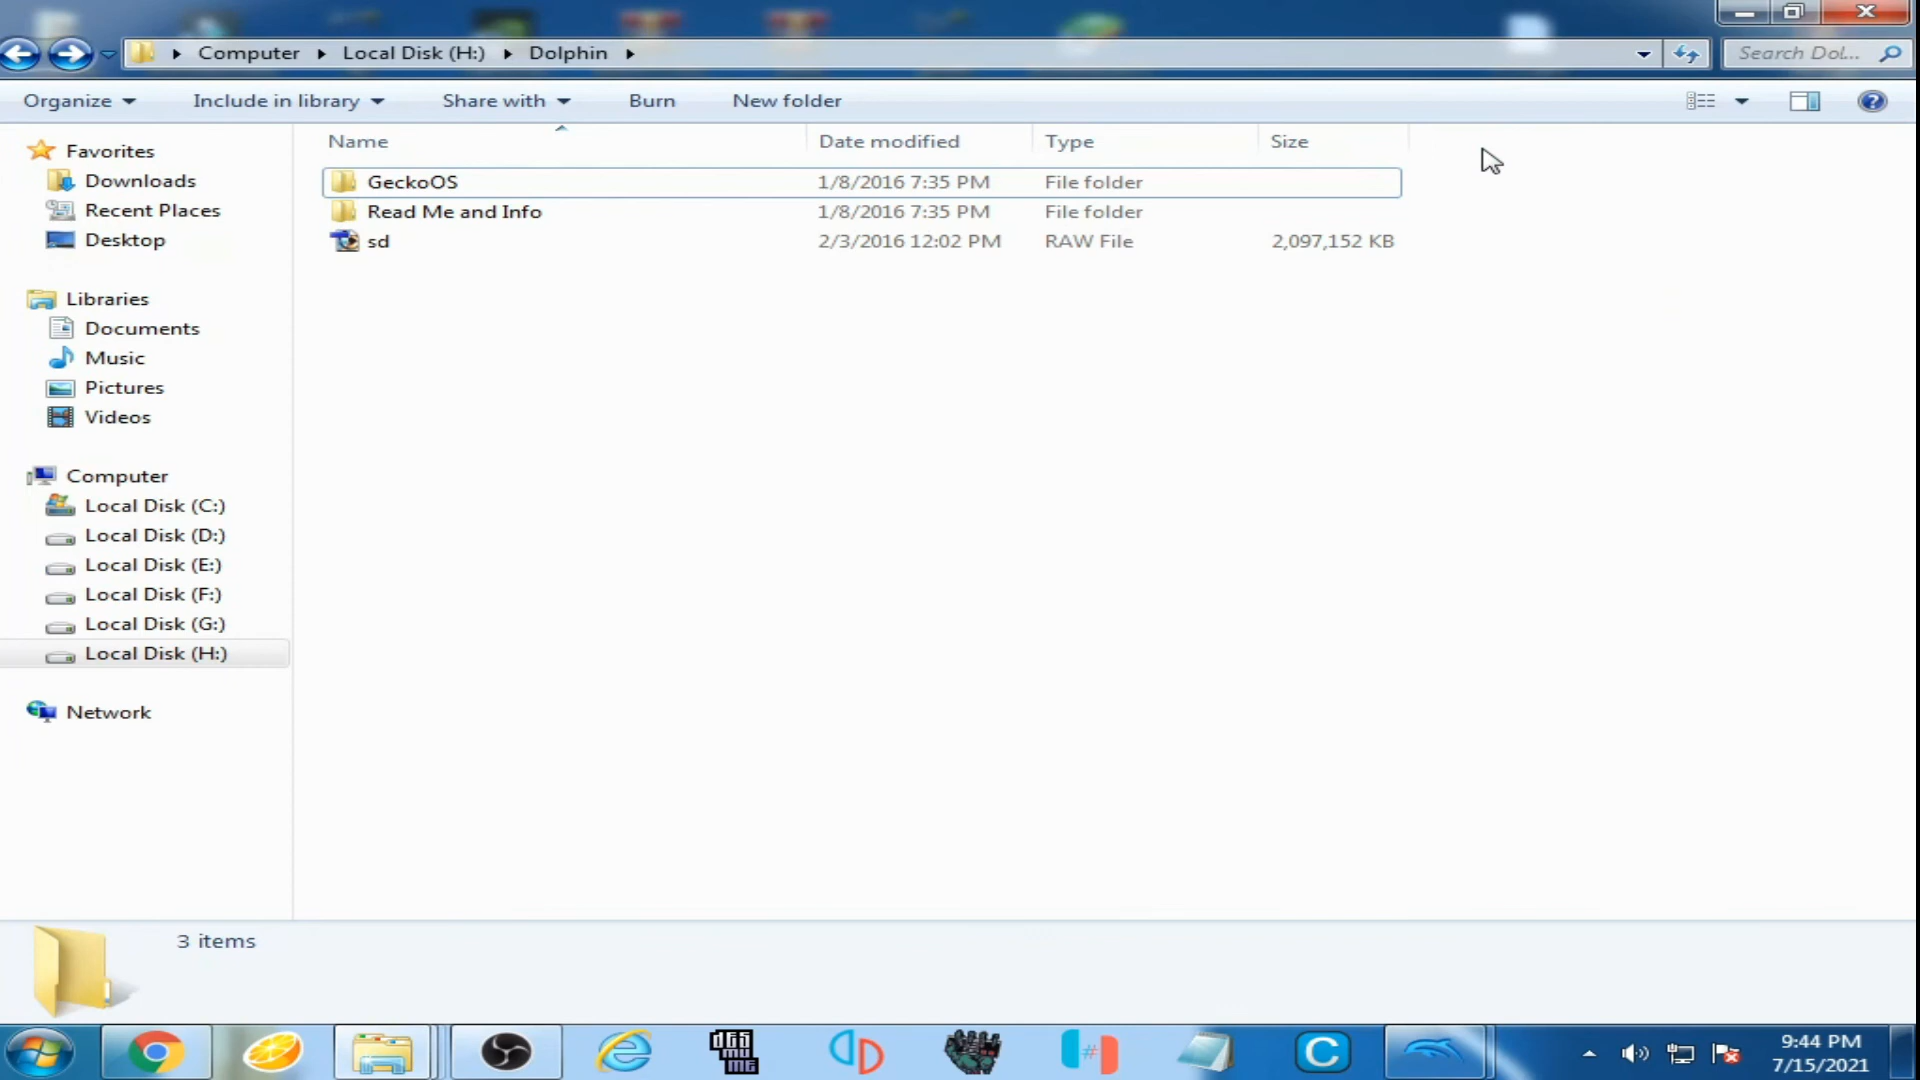 Computer Local Disk (H:) Dolphin
Search Dol...
Organize Include in library Share with Burn New folder
Name Date modified Type Size
GeckoOS 1/8/2016 7:35 PM File folder
Read Me and Info 1/8/2016 7:35 PM File folder
sd 2/3/2016 12:02 PM RAW File 2,097,152 KB
Favorites
Downloads
Recent Places
Desktop
Libraries
Documents
Music
Pictures
Videos
Computer
Local Disk (C:)
Local Disk (D:)
Local Disk (E:)
Local Disk (F:)
Local Disk (G:)
Local Disk (H:)
Network
3 items
9:44 PM
7/15/2021